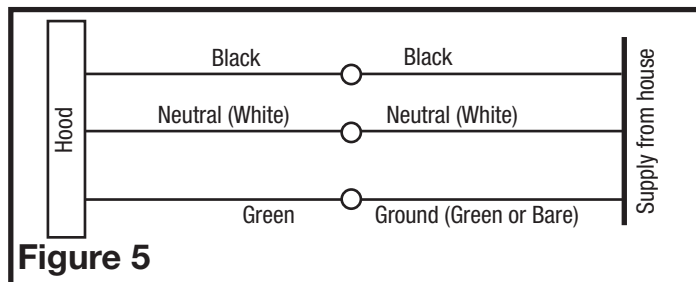 Black Black
Neutral (White) Neutral (White)
Hood
Supply from house
Green Ground (Green or Bare)
Figure 5